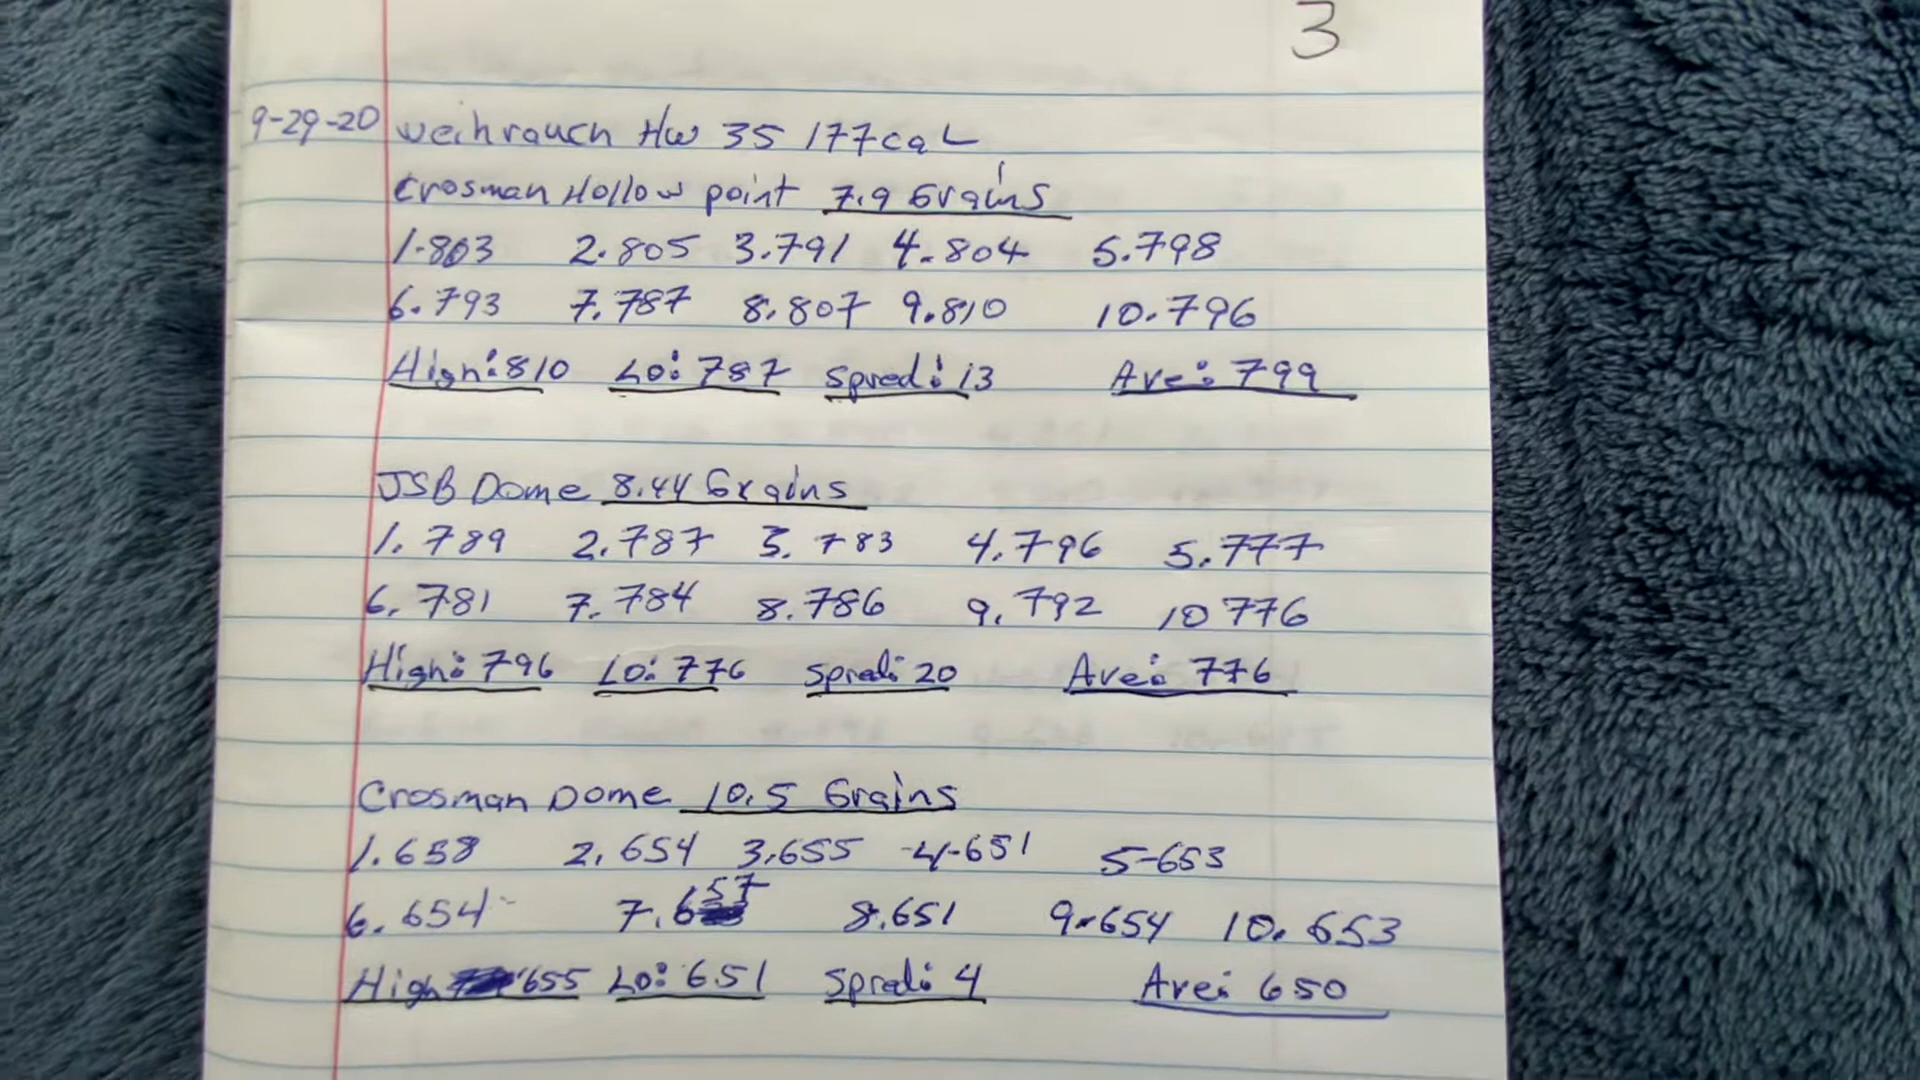 3
9-29-20 Weihrauch HW 35 177caL
Crosman Hollow point 7.9 Grains
1-803 2.805 3.791 4-804 5.798
6.793 7.787 8.807 9.810 10.796
High:810 Lo:787 Spred:13 Ave: 799
JSB Dome 8.44 Grains
1.789 2.787 3.783 4.796 5.777
6.781 7.784 8.786 9.792 10 776
High: 796 Lo: 776 Spred: 20 Ave: 776
Crosman Dome 10.5 Grains
1.658 2.654 3.655 4-651 5-653
6.654 7.657 8.651 9.654 10.653
High 655 Lo: 651 Spred: 4 Ave: 650